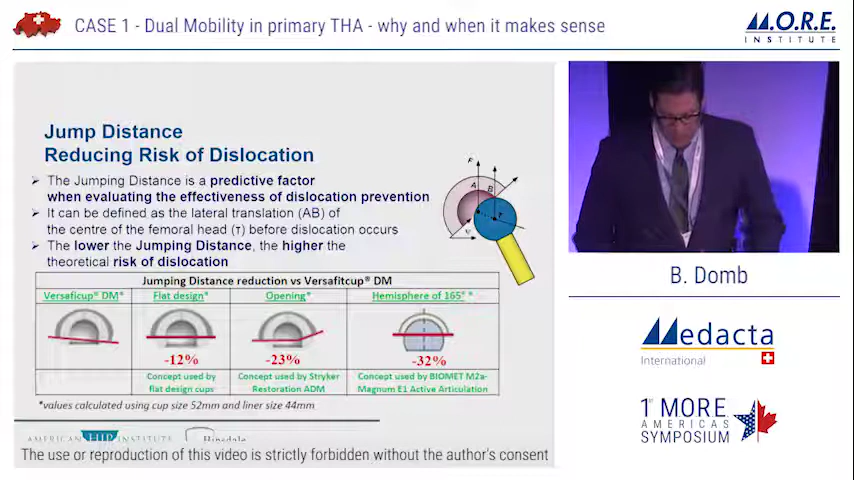 CASE 1 - Dual Mobility in primary THA - why and when it makes sense
M.O.R.E.
INSTITUTE
Jump Distance
Reducing Risk of Dislocation
➢ The Jumping Distance is a predictive factor
when evaluating the effectiveness of dislocation prevention
➢ It can be defined as the lateral translation (AB) of
the centre of the femoral head (τ) before dislocation occurs
➢ The lower the Jumping Distance, the higher the
theoretical risk of dislocation
A B
Jumping Distance reduction vs Versafitcup® DM
Versaficup® DM* Flat design* Opening* Hemisphere of 165° *
-12% -23% -32%
Concept used by flat design cups
Concept used by Stryker Restoration ADM
Concept used by BIOMET M2a-Magnum E1 Active Articulation
*values calculated using cup size 52mm and liner size 44mm
AMERICAN HIP INSTITUTE Hinsdale
The use or reproduction of this video is strictly forbidden without the author's consent
B. Domb
Medacta
International
1st MORE
AMERICAS
SYMPOSIUM